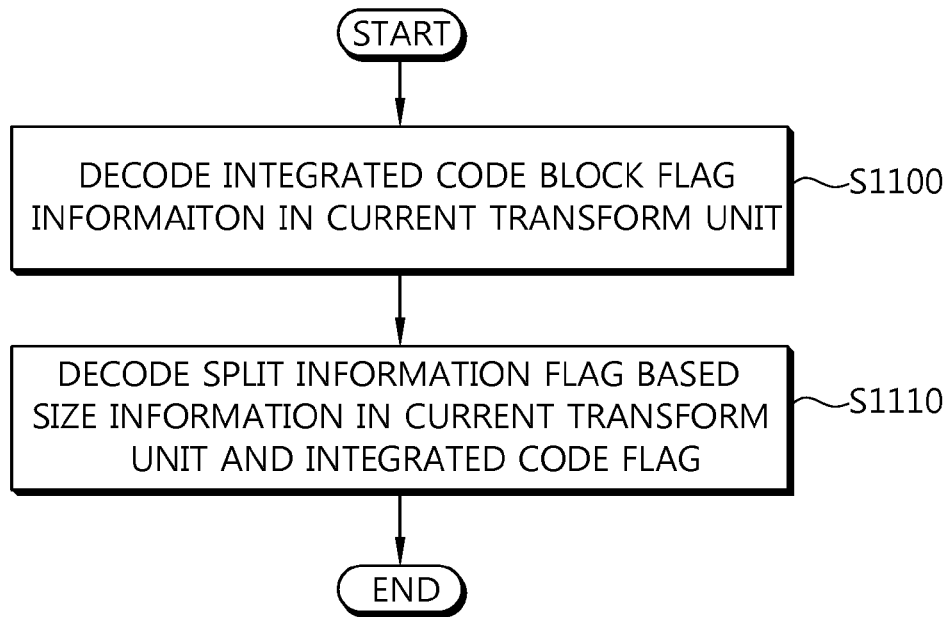 START
DECODE INTEGRATED CODE BLOCK FLAG
INFORMAITON IN CURRENT TRANSFORM UNIT
S1100
DECODE SPLIT INFORMATION FLAG BASED
SIZE INFORMATION IN CURRENT TRANSFORM
UNIT AND INTEGRATED CODE FLAG
S1110
END